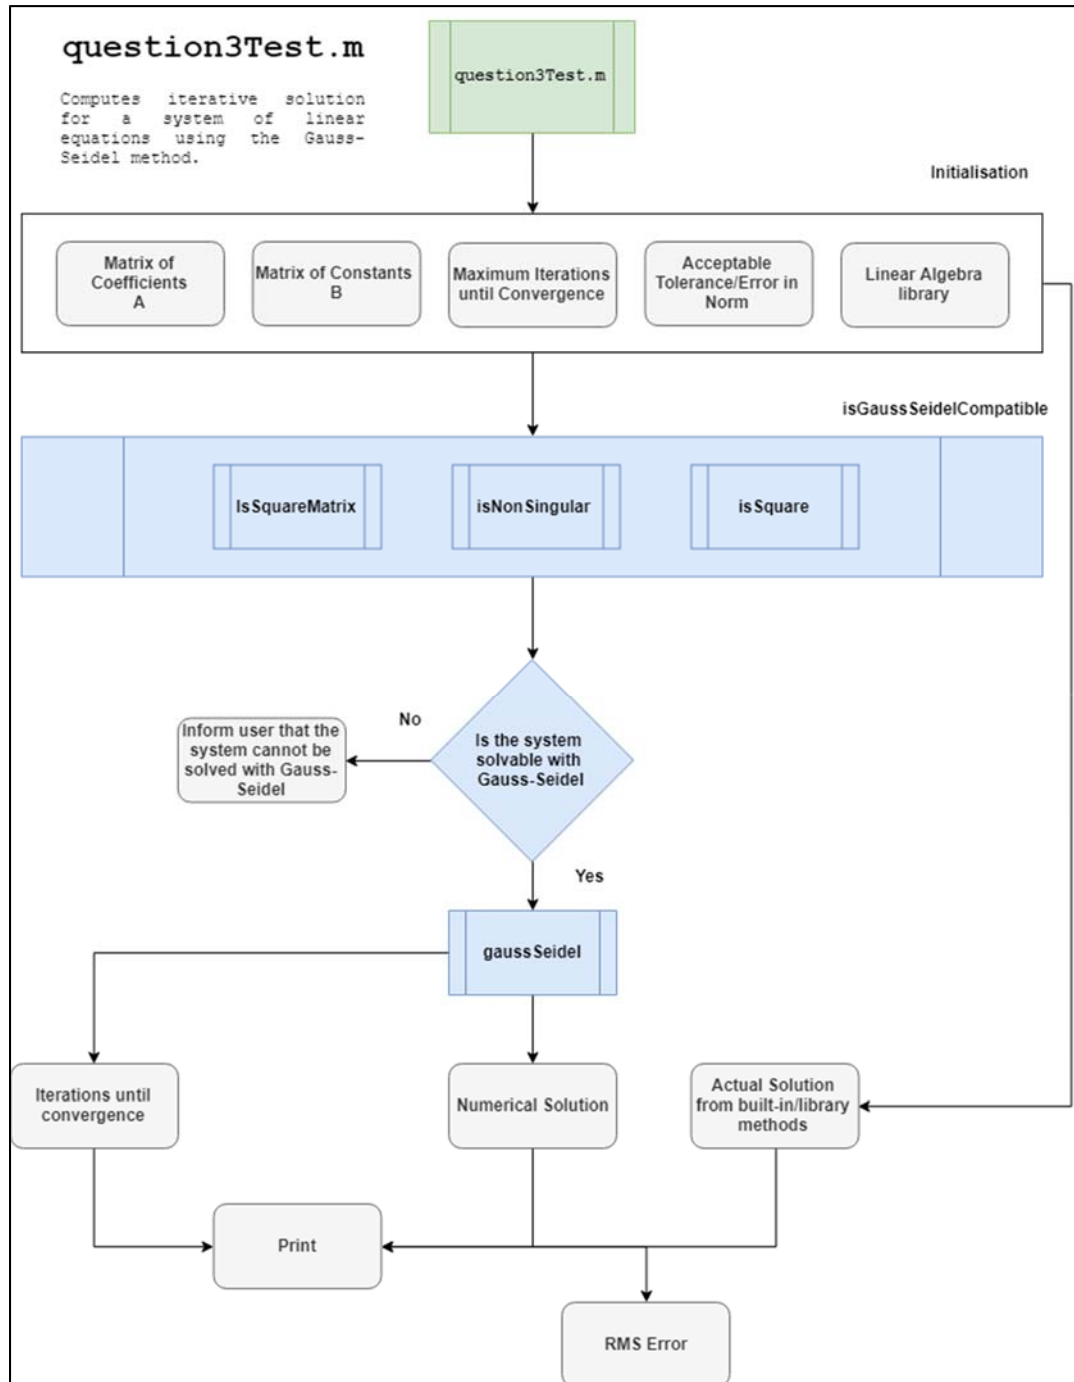 question3Test.m
Computes iterative solution
for a system of linear
equations using the Gauss-
Seidel method.
question3Test.m
Initialisation
Matrix of
Coefficients
A
Matrix of Constants
B
Maximum Iterations
until Convergence
Acceptable
Tolerance/Error in
Norm
Linear Algebra
library
isGaussSeidelCompatible
IsSquareMatrix
isNonSingular
isSquare
No
Inform user that the
system cannot be
solved with Gauss-
Seidel
Is the system
solvable with
Gauss-Seidel
Yes
gaussSeidel
Iterations until
convergence
Numerical Solution
Actual Solution
from built-in/library
methods
Print
RMS Error